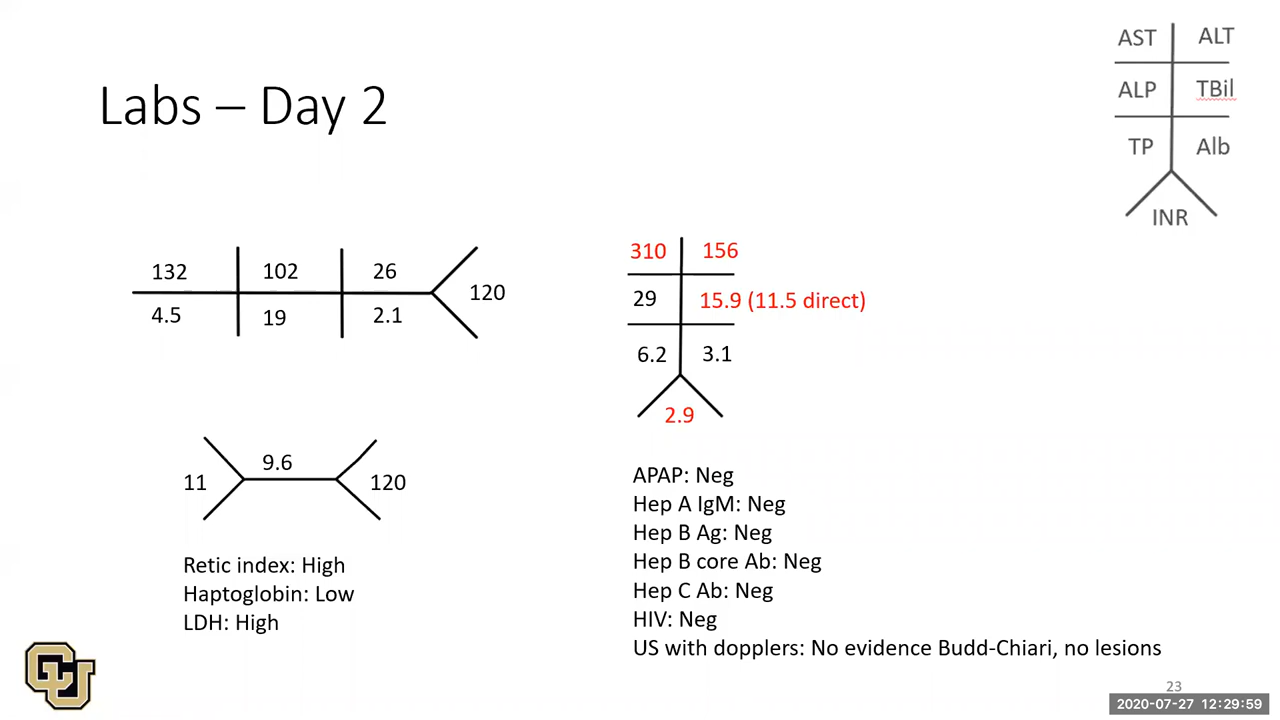 Labs – Day 2
AST ALT
ALP TBil
TP Alb
INR
132 102 26
120
4.5 19 2.1
310 156
29 15.9 (11.5 direct)
6.2 3.1
2.9
9.6
11 120
Retic index: High
Haptoglobin: Low
LDH: High
APAP: Neg
Hep A IgM: Neg
Hep B Ag: Neg
Hep B core Ab: Neg
Hep C Ab: Neg
HIV: Neg
US with dopplers: No evidence Budd-Chiari, no lesions
CU
23
2020-07-27 12:29:59